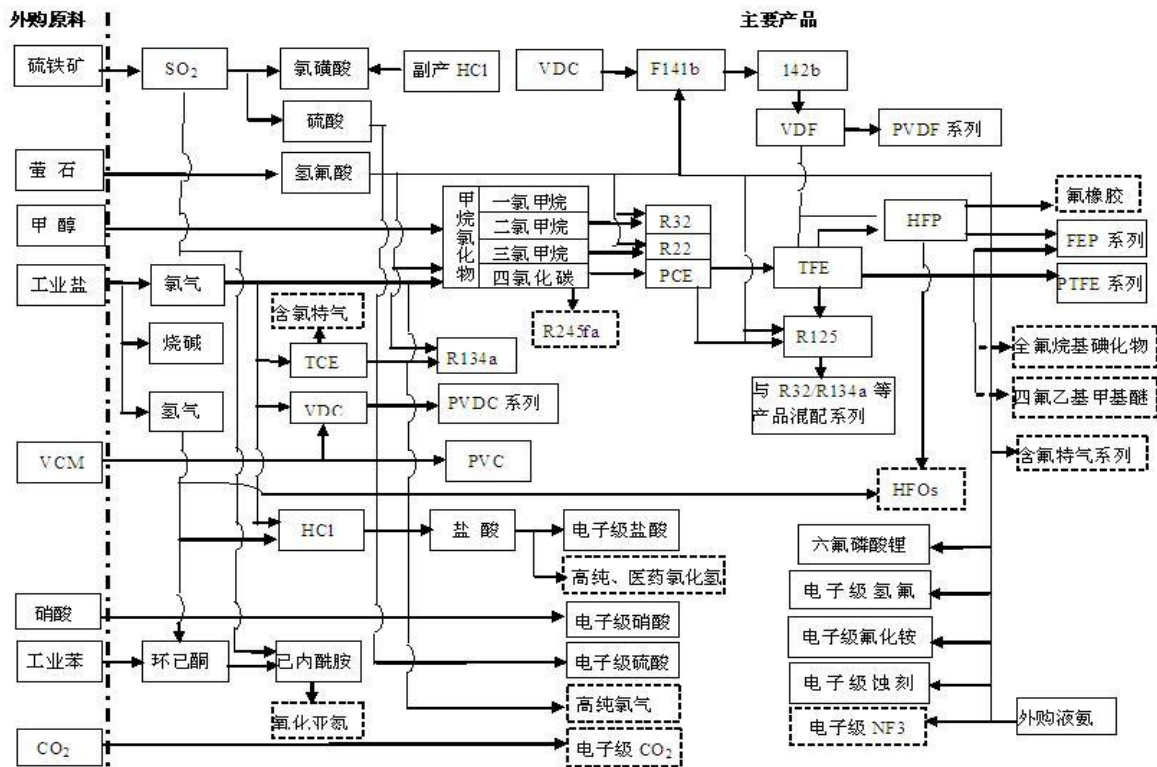 外购原料
主要产品
硫铁矿
SO₂
氯磺酸
副产 HCl
VDC
F141b
142b
硫酸
VDF
PVDF 系列
萤 石
氢氟酸
甲 醇
甲烷氯化物
一氯甲烷
二氯甲烷
三氯甲烷
四氯化碳
R32
R22
PCE
HFP
氟橡胶
FEP 系列
工业盐
氯气
TFE
PTFE 系列
含氯特气
R245fa
烧碱
TCE
R134a
R125
全氟烷基碘化物
氢气
VDC
PVDC 系列
与 R32/R134a 等
产品混配系列
四氟乙基甲基醚
VCM
PVC
含氟特气系列
HFOs
HCl
盐 酸
电子级盐酸
六氟磷酸锂
高纯、医药氯化氢
电子级氢氟
硝酸
电子级硝酸
电子级氟化铵
工业苯
环己酮
己内酰胺
电子级硫酸
电子级蚀刻
高纯氯气
氧化亚氮
电子级 NF3
外购液氨
CO₂
电子级 CO₂